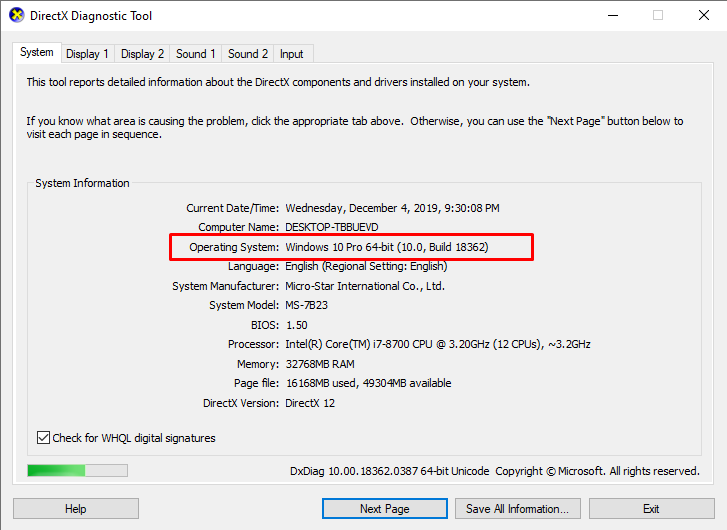 DirectX Diagnostic Tool
System Display 1 Display 2 Sound 1 Sound 2 Input
This tool reports detailed information about the DirectX components and drivers installed on your system.
If you know what area is causing the problem, click the appropriate tab above. Otherwise, you can use the "Next Page" button below to
visit each page in sequence.
System Information
Current Date/Time: Wednesday, December 4, 2019, 9:30:08 PM
Computer Name: DESKTOP-TBBUEVD
Operating System: Windows 10 Pro 64-bit (10.0, Build 18362)
Language: English (Regional Setting: English)
System Manufacturer: Micro-Star International Co., Ltd.
System Model: MS-7B23
BIOS: 1.50
Processor: Intel(R) Core(TM) i7-8700 CPU @ 3.20GHz (12 CPUs), ~3.2GHz
Memory: 32768MB RAM
Page file: 16168MB used, 49304MB available
DirectX Version: DirectX 12
Check for WHQL digital signatures
DxDiag 10.00.18362.0387 64-bit Unicode Copyright © Microsoft. All rights reserved.
Help Next Page Save All Information... Exit